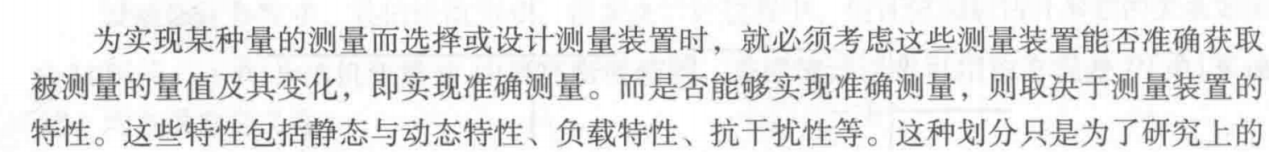 为实现某种量的测量而选择或设计测量装置时，就必须考虑这些测量装置能否准确获取
被测量的量值及其变化，即实现准确测量。而是否能够实现准确测量，则取决于测量装置的
特性。这些特性包括静态与动态特性、负载特性、抗干扰性等。这种划分只是为了研究上的